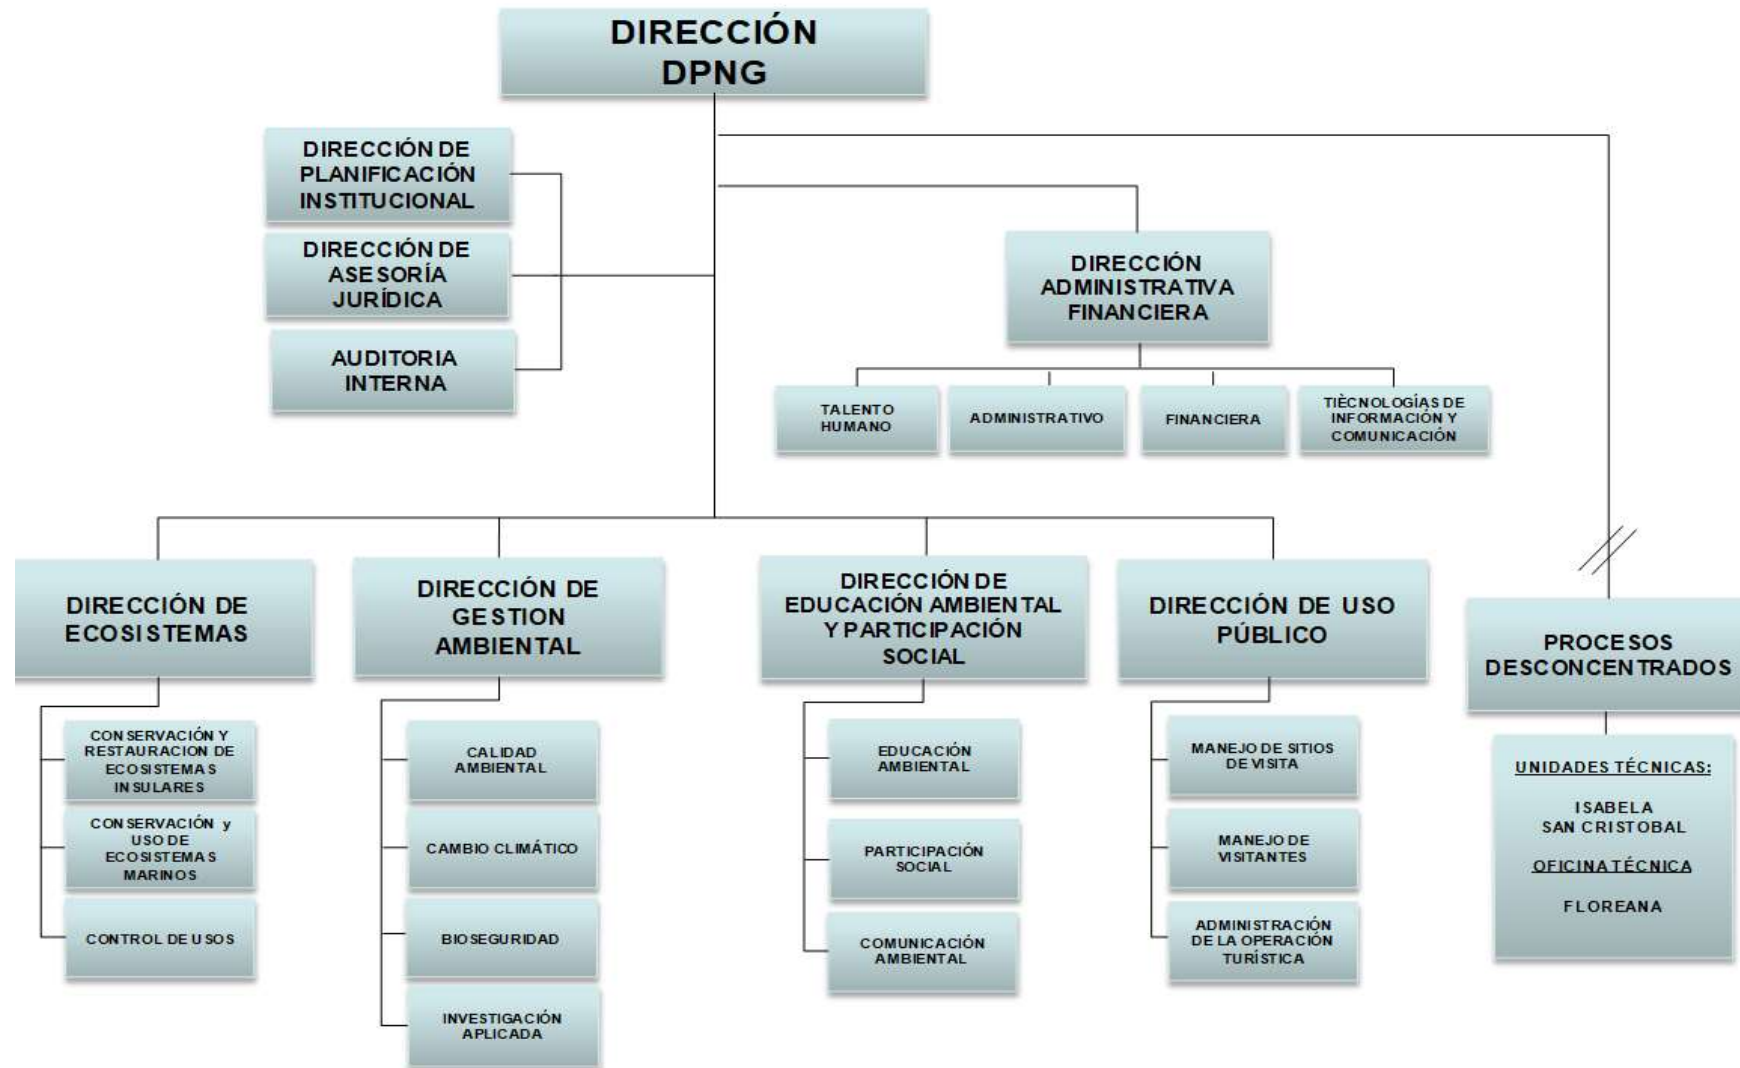 DIRECCIÓN
DPNG
DIRECCIÓN DE
PLANIFICACIÓN
INSTITUCIONAL
DIRECCIÓN DE
ASESORÍA
JURÍDICA
AUDITORIA
INTERNA
DIRECCIÓN
ADMINISTRATIVA
FINANCIERA
TALENTO
HUMANO
ADMINISTRATIVO
FINANCIERA
TIÈCNOLOGÍAS DE
INFORMACIÓN Y
COMUNICACIÓN
DIRECCIÓN DE
ECOSISTEMAS
CONSERVACIÓN Y
RESTAURACION DE
ECOSISTEMAS
INSULARES
CONSERVACIÓN y
USO DE
ECOSISTEMAS
MARINOS
CONTROL DE USOS
DIRECCIÓN DE
GESTION
AMBIENTAL
CALIDAD
AMBIENTAL
CAMBIO CLIMÁTICO
BIOSEGURIDAD
INVESTIGACIÓN
APLICADA
DIRECCIÓN DE
EDUCACIÓN AMBIENTAL
Y PARTICIPACIÓN
SOCIAL
EDUCACIÓN
AMBIENTAL
PARTICIPACIÓN
SOCIAL
COMUNICACIÓN
AMBIENTAL
DIRECCIÓN DE USO
PÚBLICO
MANEJO DE SITIOS
DE VISITA
MANEJO DE
VISITANTES
ADMINISTRACIÓN
DE LA OPERACIÓN
TURÍSTICA
PROCESOS
DESCONCENTRADOS
UNIDADES TÉCNICAS:
ISABELA
SAN CRISTOBAL
OFICINA TÉCNICA
FLOREANA